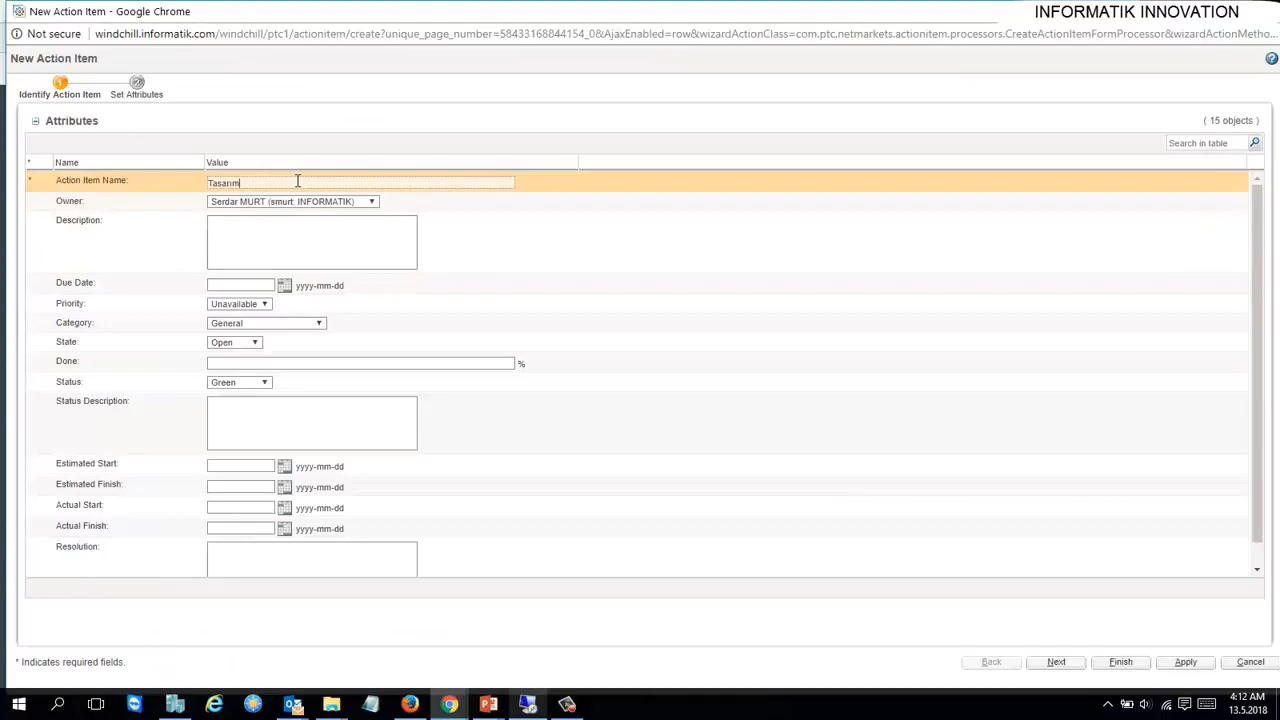 New Action Item - Google Chrome
INFORMATIK INNOVATION
Not secure | windchill.informatik.com/windchill/ptc1/actionitem/create?unique_page_number=58433168844154_0&AjaxEnabled=row&wizardActionClass=com.ptc.netmarkets.actionitem.processors.CreateActionItemFormProcessor&wizardActionMetho...
New Action Item
1 2
Identify Action Item Set Attributes
Attributes ( 15 objects )
Search in table
* Name Value
* Action Item Name: Tasarım
Owner: Serdar MURT (smurt: INFORMATIK)
Description:
Due Date: yyyy-mm-dd
Priority: Unavailable
Category: General
State: Open
Done: %
Status: Green
Status Description:
Estimated Start: yyyy-mm-dd
Estimated Finish: yyyy-mm-dd
Actual Start: yyyy-mm-dd
Actual Finish: yyyy-mm-dd
Resolution:
* Indicates required fields. Back Next Finish Apply Cancel
4:12 AM
13.5.2018